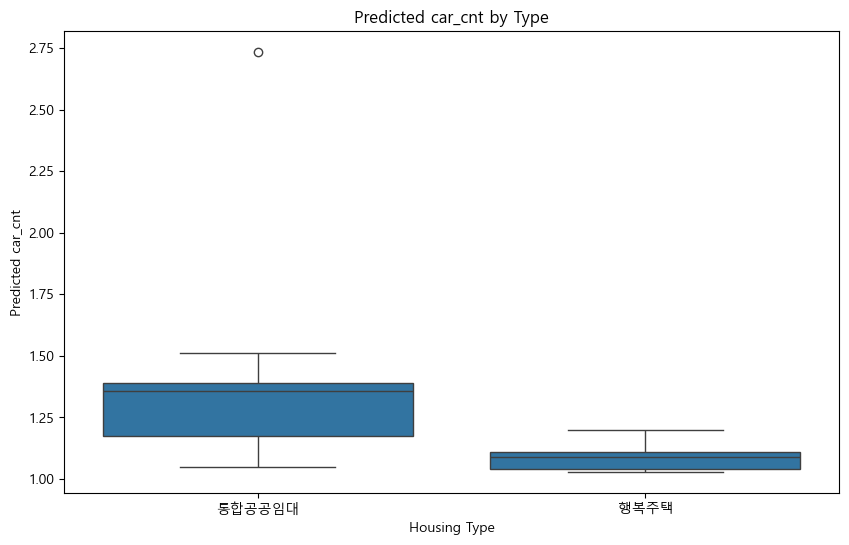 Predicted car_cnt by Type
2.75
2.50
2.25
2.00
1.75
1.50
1.25
1.00
Predicted car_cnt
통합공공임대
행복주택
Housing Type